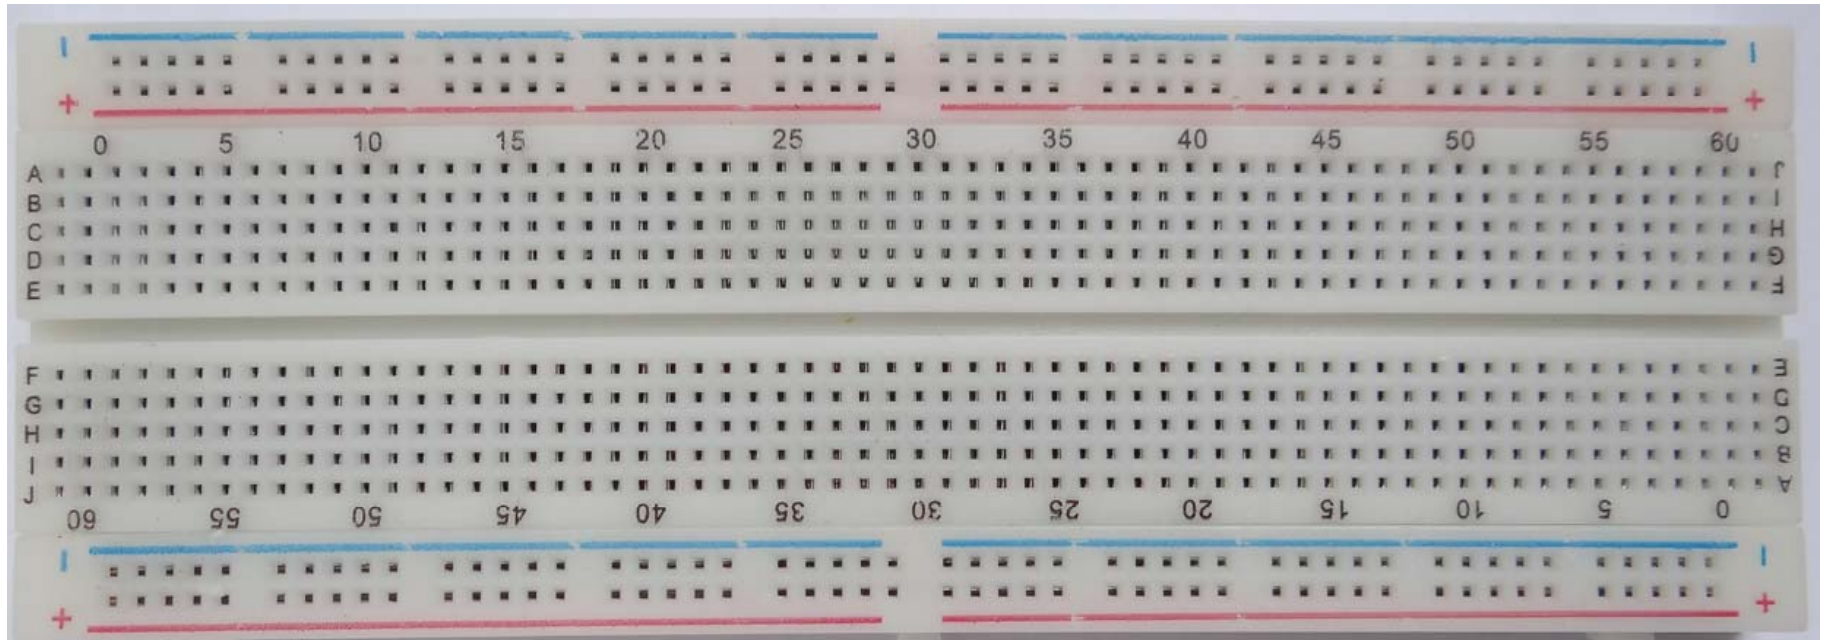 − −
+ +
0 5 10 15 20 25 30 35 40 45 50 55 60
A J
B I
C H
D G
E F
F E
G D
H C
I B
J A
60 55 50 45 40 35 30 25 20 15 10 5 0
− −
+ +